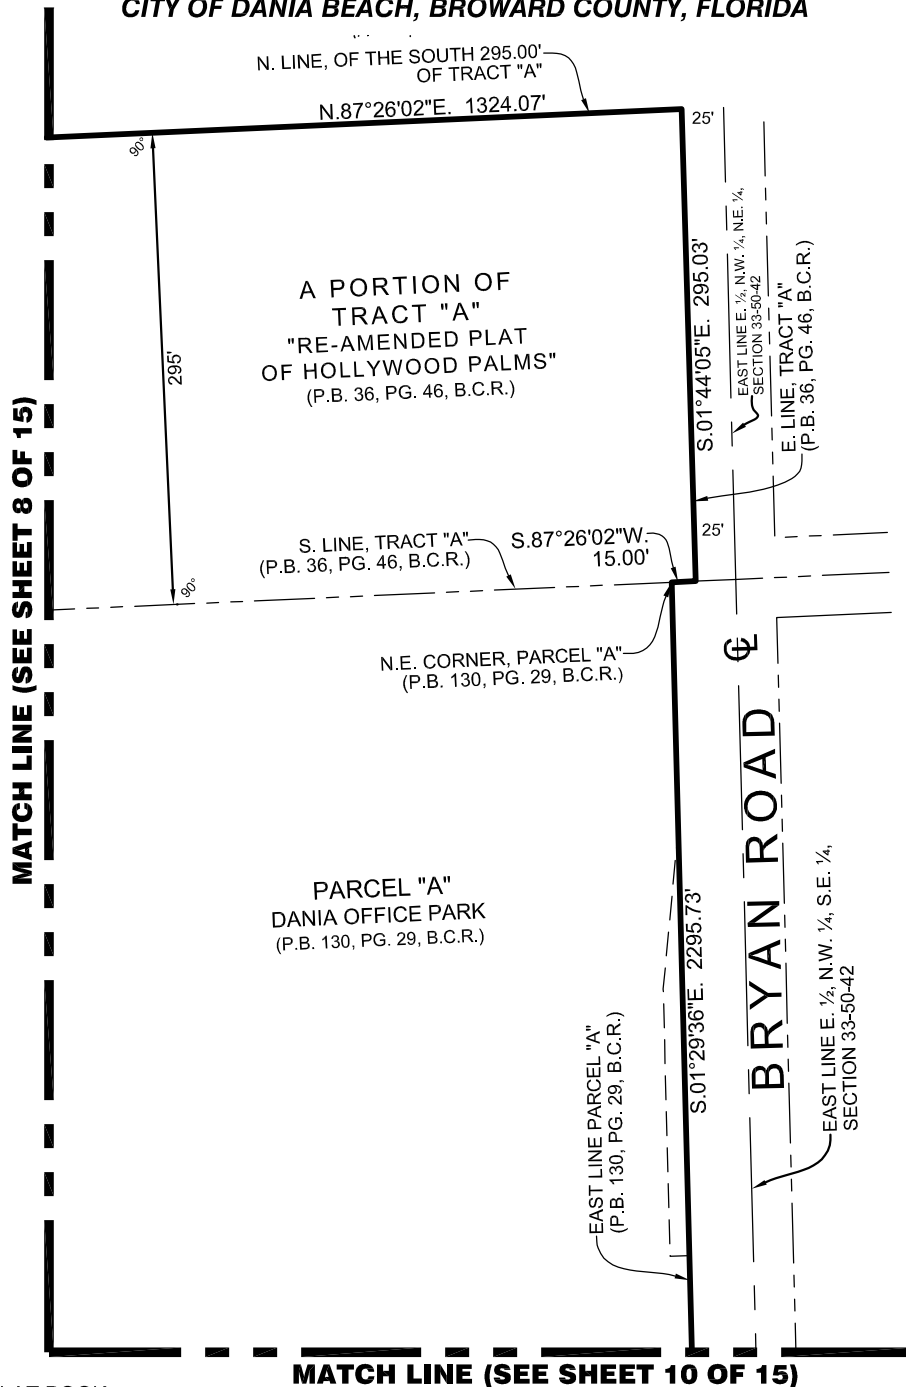 CITY OF DANIA BEACH, BROWARD COUNTY, FLORIDA
N. LINE, OF THE SOUTH 295.00'
OF TRACT "A"
N.87°26'02"E. 1324.07'
25'
90°
295'
A PORTION OF
TRACT "A"
"RE-AMENDED PLAT
OF HOLLYWOOD PALMS"
(P.B. 36, PG. 46, B.C.R.)
S.01°44'05"E. 295.03'
EAST LINE E. ½, N.W. ¼, N.E. ¼,
SECTION 33-50-42
E. LINE, TRACT "A"
(P.B. 36, PG. 46, B.C.R.)
MATCH LINE (SEE SHEET 8 OF 15)
S. LINE, TRACT "A"
(P.B. 36, PG. 46, B.C.R.)
S.87°26'02"W.
15.00'
25'
90°
N.E. CORNER, PARCEL "A"
(P.B. 130, PG. 29, B.C.R.)
℄
BRYAN ROAD
PARCEL "A"
DANIA OFFICE PARK
(P.B. 130, PG. 29, B.C.R.)
S.01°29'36"E. 2295.73'
EAST LINE PARCEL "A"
(P.B. 130, PG. 29, B.C.R.)
EAST LINE E. ½, N.W. ¼, S.E. ¼,
SECTION 33-50-42
MATCH LINE (SEE SHEET 10 OF 15)